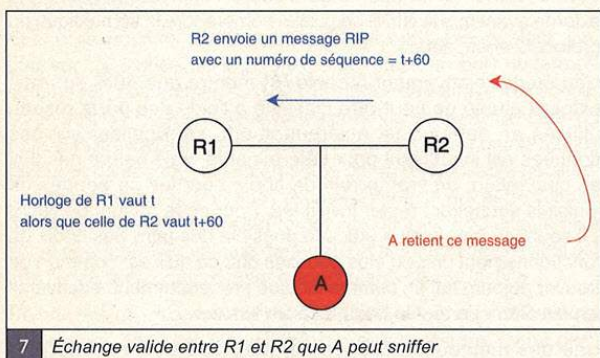 R2 envoie un message RIP
avec un numéro de séquence = t+60
R1
R2
Horloge de R1 vaut t
alors que celle de R2 vaut t+60
A retient ce message
A
7 Échange valide entre R1 et R2 que A peut sniffer